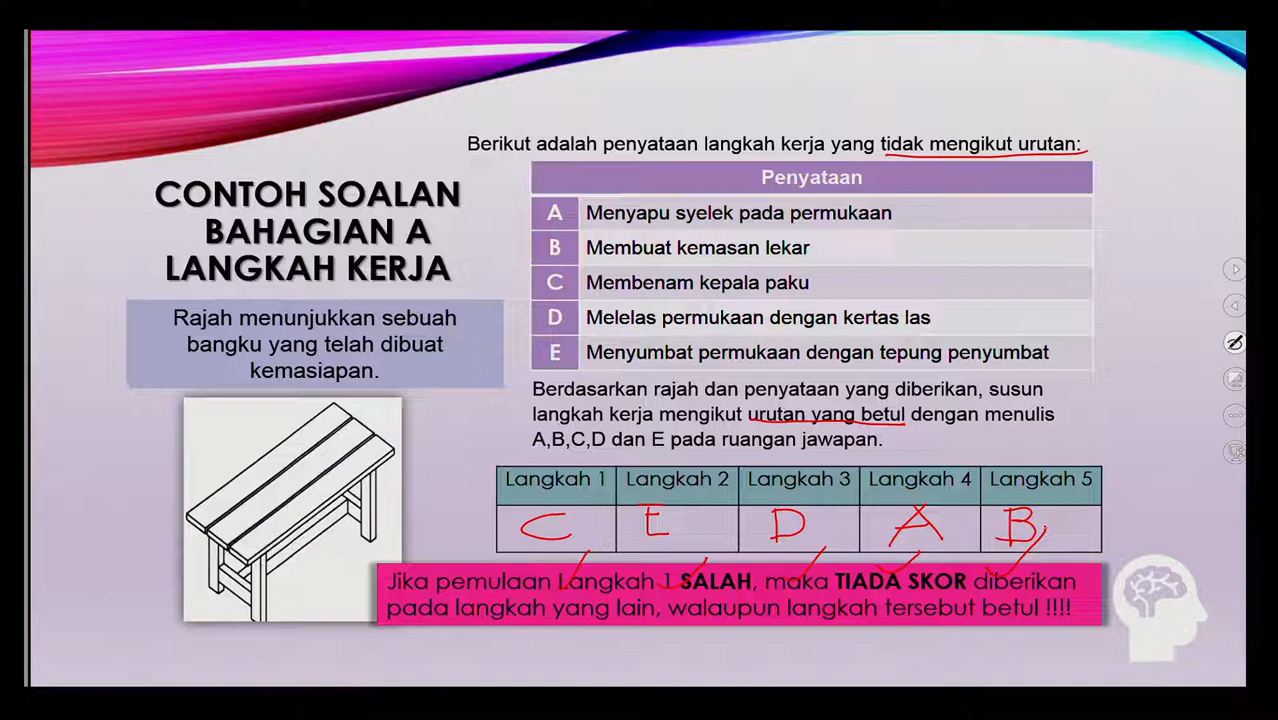 CONTOH SOALAN
BAHAGIAN A
LANGKAH KERJA
Rajah menunjukkan sebuah
bangku yang telah dibuat
kemasiapan.
Berikut adalah penyataan langkah kerja yang tidak mengikut urutan:
Penyataan
A Menyapu syelek pada permukaan
B Membuat kemasan lekar
C Membenam kepala paku
D Melelas permukaan dengan kertas las
E Menyumbat permukaan dengan tepung penyumbat
Berdasarkan rajah dan penyataan yang diberikan, susun
langkah kerja mengikut urutan yang betul dengan menulis
A,B,C,D dan E pada ruangan jawapan.
Langkah 1 Langkah 2 Langkah 3 Langkah 4 Langkah 5
C E D A B
Jika pemulaan Langkah 1 SALAH, maka TIADA SKOR diberikan
pada langkah yang lain, walaupun langkah tersebut betul !!!!